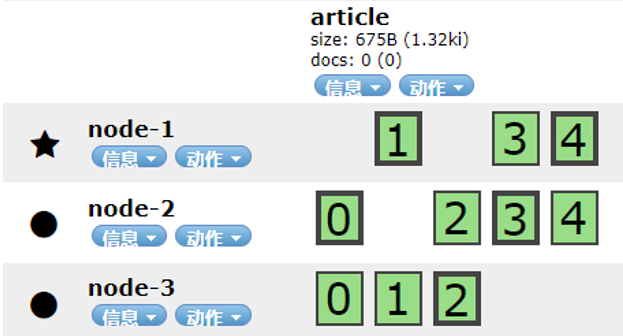 article
size: 675B (1.32ki)
docs: 0 (0)
信息 动作
node-1
信息 动作
1 3 4
node-2
信息 动作
0 2 3 4
node-3
信息 动作
0 1 2